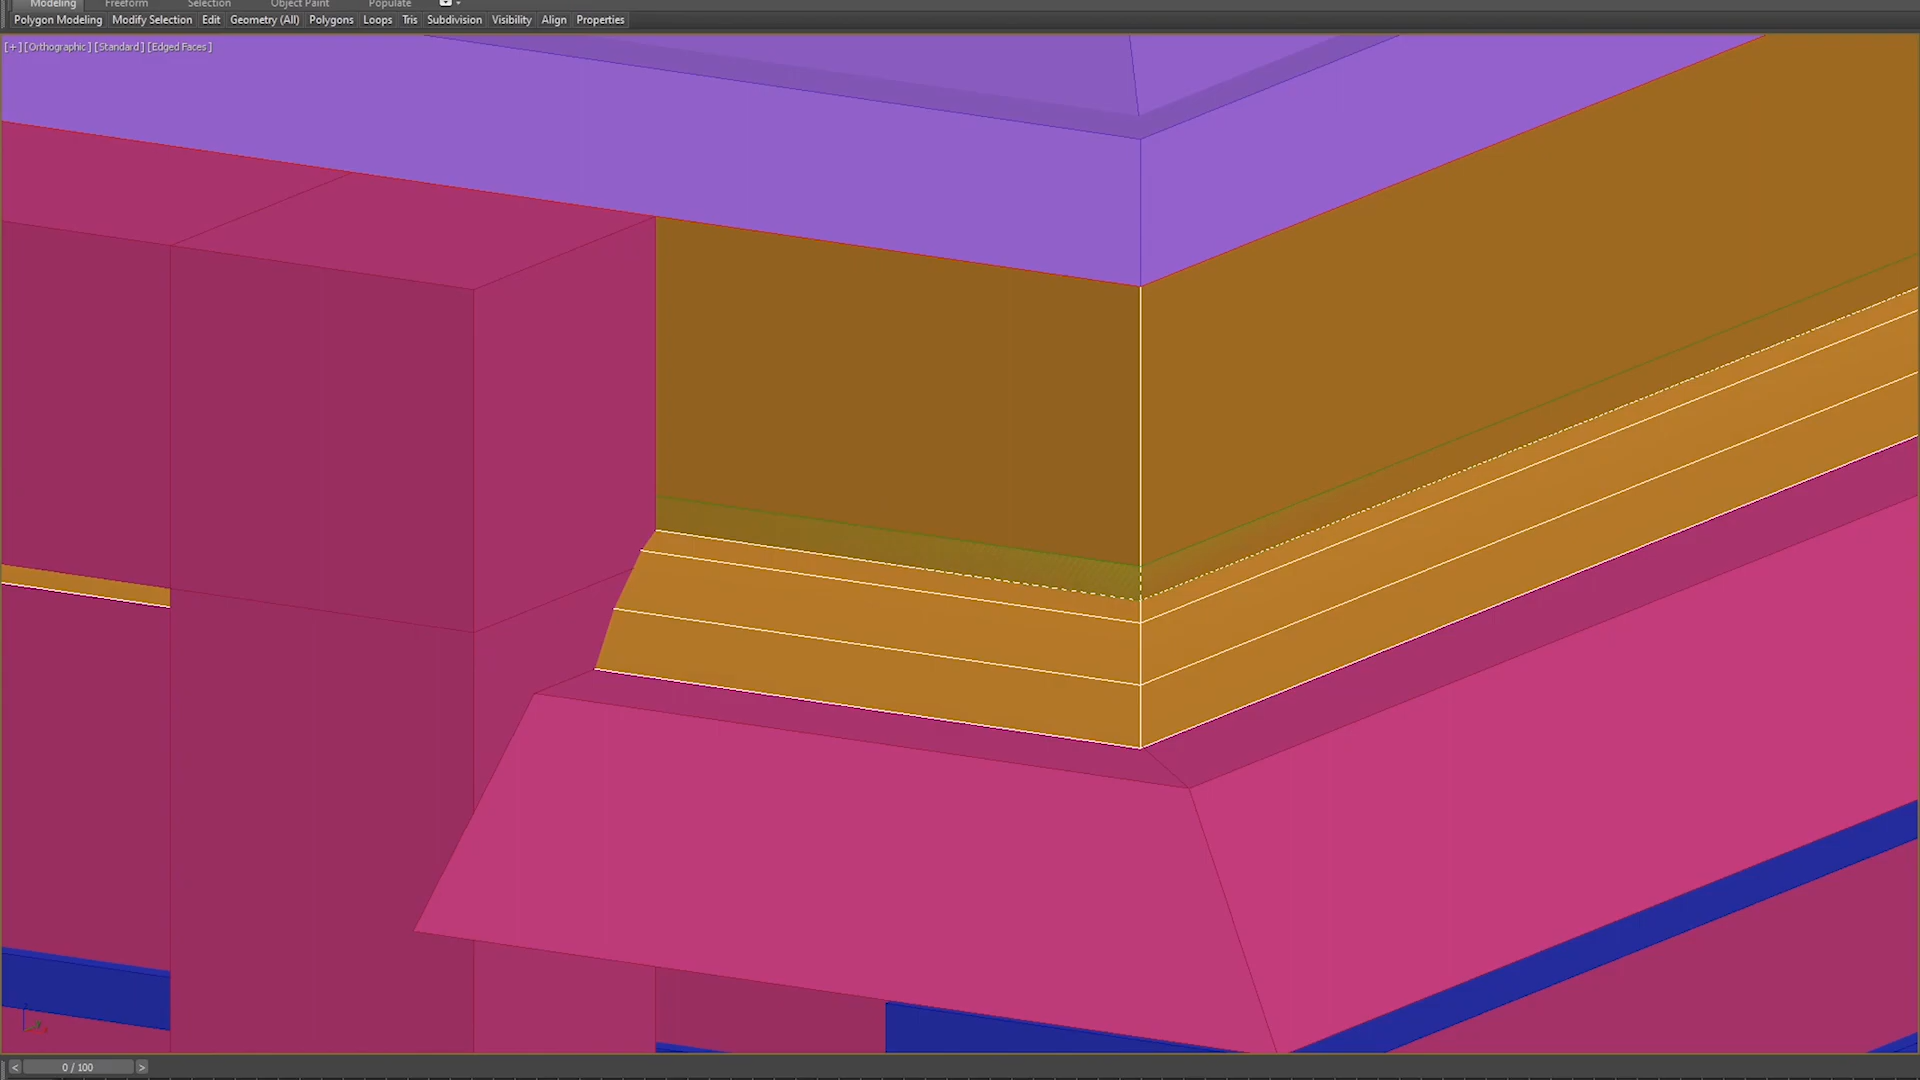 Modeling Freeform Selection Object Paint Populate
Polygon Modeling Modify Selection Edit Geometry (All) Polygons Loops Tris Subdivision Visibility Align Properties
[+] [Orthographic] [Standard] [Edged Faces]
< 0 / 100 >